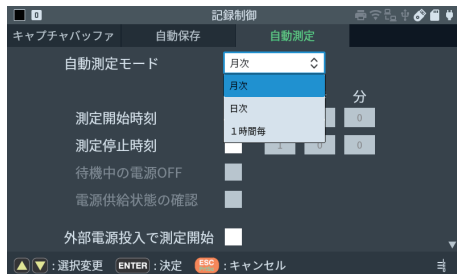 0 記録制御
キャプチャバッファ 自動保存 自動測定
自動測定モード 月次
月次
日次
1時間毎
分
測定開始時刻 0
測定停止時刻 1 0 0
待機中の電源OFF
電源供給状態の確認
外部電源投入で測定開始
▲▼:選択変更 ENTER:決定 ESC:キャンセル